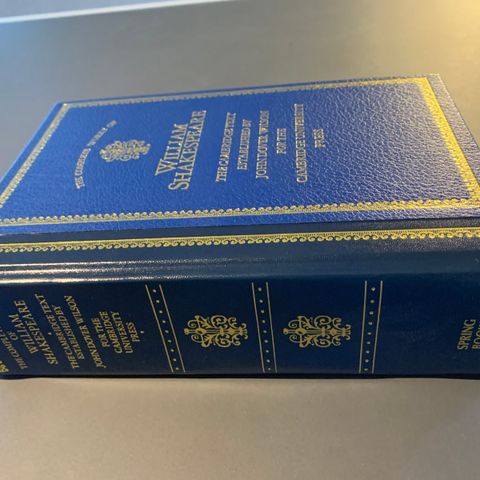 THE COMPLETE WORKS OF
WILLIAM
SHAKESPEARE
THE CAMBRIDGE TEXT
ESTABLISHED BY
JOHN DOVER WILSON
FOR THE
CAMBRIDGE UNIVERSITY
PRESS
WILLIAM
SHAKESPEARE
THE CAMBRIDGE TEXT
ESTABLISHED BY
JOHN DOVER WILSON
FOR THE
CAMBRIDGE
UNIVERSITY
PRESS
SPRING
BOOK